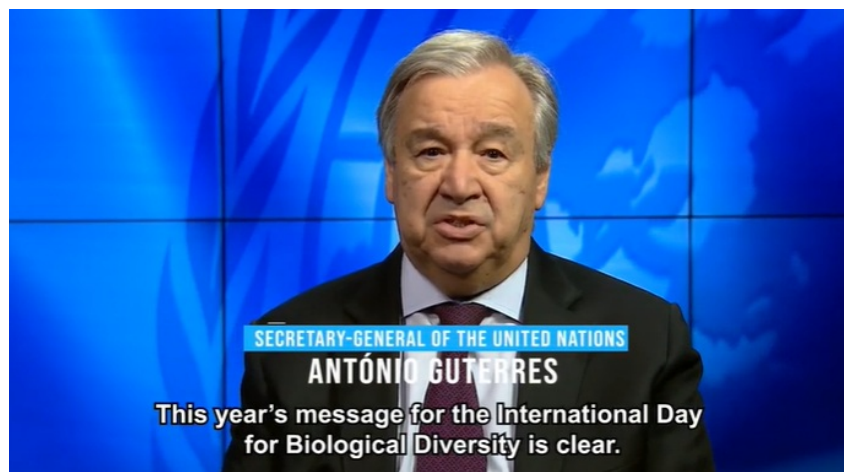 SECRETARY-GENERAL OF THE UNITED NATIONS
ANTÓNIO GUTERRES
This year's message for the International Day
for Biological Diversity is clear.